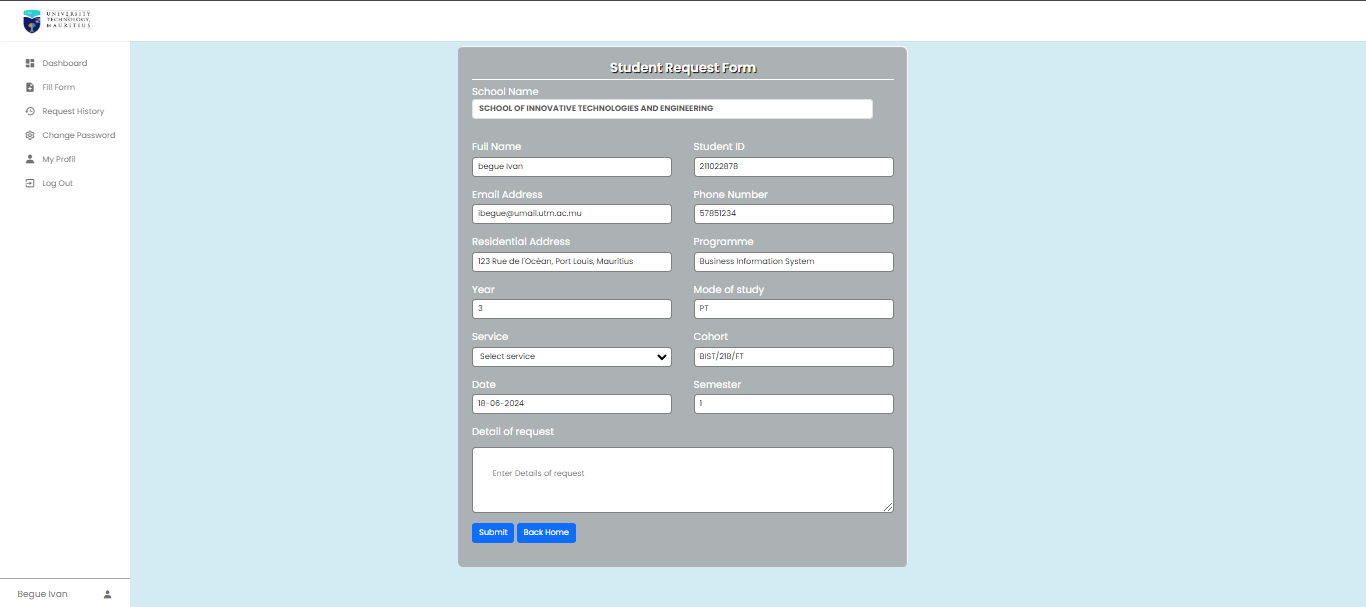 UNIVERSITY
TECHNOLOGY,
MAURITIUS
Dashboard
Fill Form
Request History
Change Password
My Profil
Log Out
Begue Ivan
Student Request Form
School Name
SCHOOL OF INNOVATIVE TECHNOLOGIES AND ENGINEERING
Full Name
begue Ivan
Student ID
211022878
Email Address
ibegue@umail.utm.ac.mu
Phone Number
57851234
Residential Address
123 Rue de l'Océan, Port Louis, Mauritius
Programme
Business Information System
Year
3
Mode of study
PT
Service
Select service
Cohort
BIST/21B/FT
Date
18-06-2024
Semester
1
Detail of request
Enter Details of request
Submit Back Home